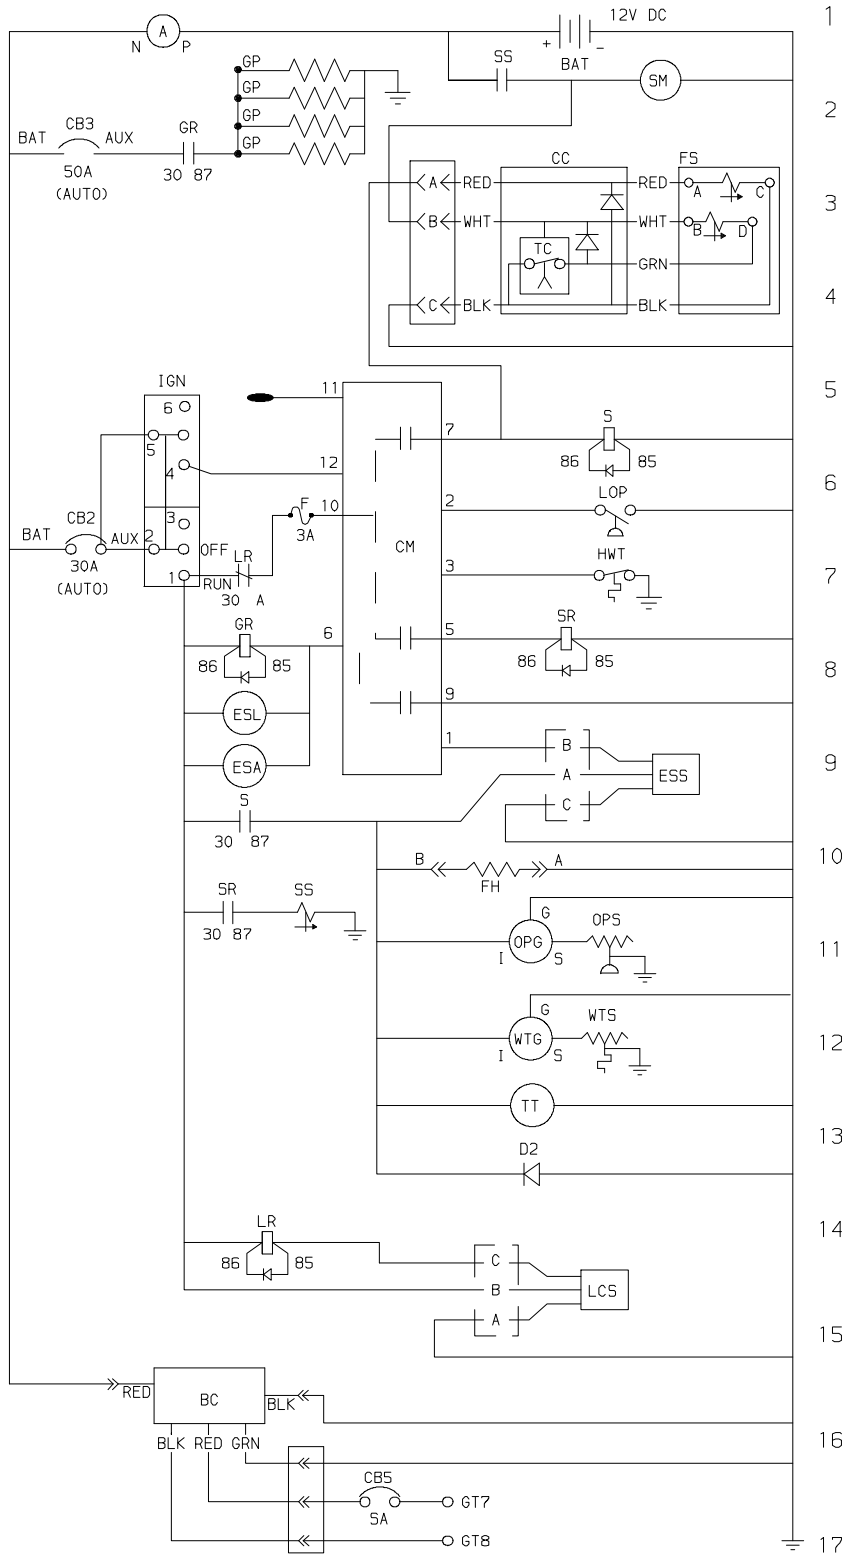 12V DC
1
A
N P
+ −
BAT
SS
GP
SM
GP
2
GP
CB3
GR
BAT AUX
GP
50A
30 87
(AUTO)
CC
FS
A RED RED A C
3
B WHT WHT B D
TC
GRN
4
C BLK BLK
IGN
11
5
6
7
S
5
12
86 85
4
6
LOP
F
10
2
3
CB2
BAT AUX 2
3A
OFF
CM
HWT
30A
LR
3
7
(AUTO)
1 RUN
30 A
GR
6
5
SR
86 85
86 85
8
9
ESL
1
B
9
ESA
A
ESS
S
C
30 87
10
B A
FH
SR SS
G
OPS
30 87
OPG
11
I S
G
WTS
WTG
12
I S
TT
13
D2
14
LR
C
86 85
B
LCS
A
15
RED
BC
BLK
BLK RED GRN
16
CB5
GT7
5A
GT8
17